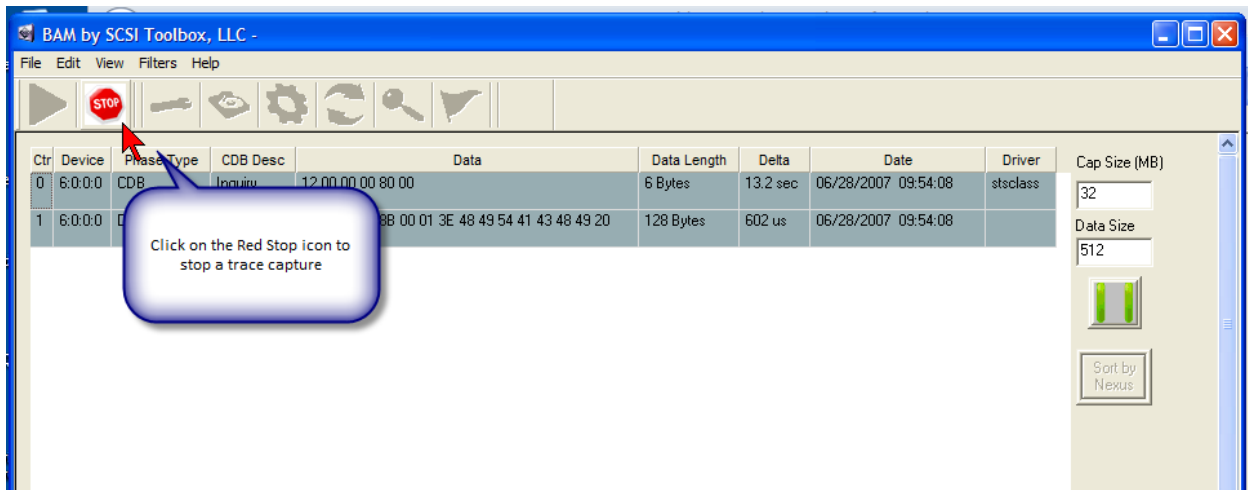 BAM by SCSI Toolbox, LLC -
File Edit View Filters Help
STOP
Ctr Device Phase Type CDB Desc Data Data Length Delta Date Driver
0 6:0:0:0 CDB Inquiry 12 00 00 00 80 00 6 Bytes 13.2 sec 06/28/2007 09:54:08 stsclass
1 6:0:0:0 8B 00 01 3E 48 49 54 41 43 48 49 20 128 Bytes 602 us 06/28/2007 09:54:08
Click on the Red Stop icon to
stop a trace capture
Cap Size (MB)
32
Data Size
512
Sort by
Nexus